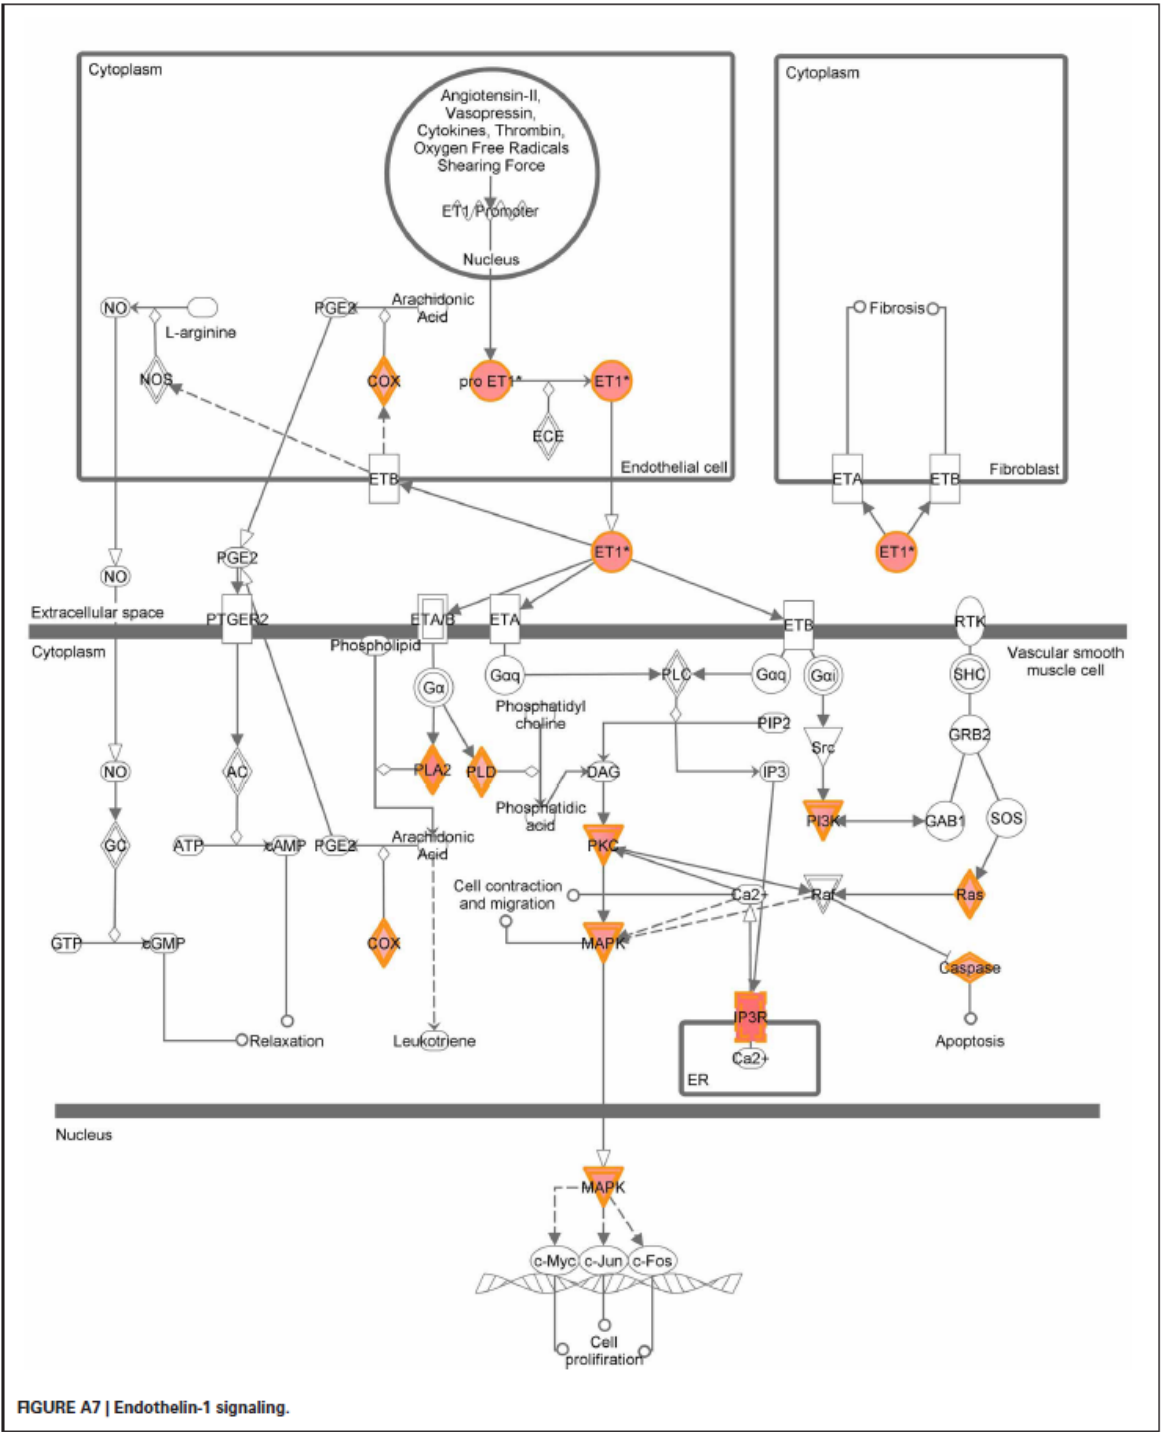 Cytoplasm
Angiotensin-II,
Vasopressin,
Cytokines, Thrombin,
Oxygen Free Radicals
Shearing Force
ET1 Promoter
Nucleus
NO
L-arginine
PGE2
Arachidonic
Acid
NOS
COX
pro ET1*
ET1*
ECE
ETB
Endothelial cell
Cytoplasm
Fibrosis
ETA
ETB
Fibroblast
ET1*
ET1*
NO
PGE2
Extracellular space
PTGER2
ETA/B
ETA
ETB
RTK
Cytoplasm
Vascular smooth
muscle cell
Phospholipid
Gα
Gαq
PLC
Gαq
Gαi
SHC
Phosphatidyl
choline
PIP2
GRB2
Src
NO
AC
PLA2
PLD
DAG
IP3
Phosphatidic
acid
PI3K
GAB1
SOS
GC
ATP
cAMP
PGE2
Arachidonic
Acid
PKC
Cell contraction
and migration
Ca2+
Raf
Ras
GTP
cGMP
COX
MAPK
Caspase
IP3R
Relaxation
Leukotriene
Ca2+
ER
Apoptosis
Nucleus
MAPK
c-Myc
c-Jun
c-Fos
Cell
prolifiration
FIGURE A7 | Endothelin-1 signaling.